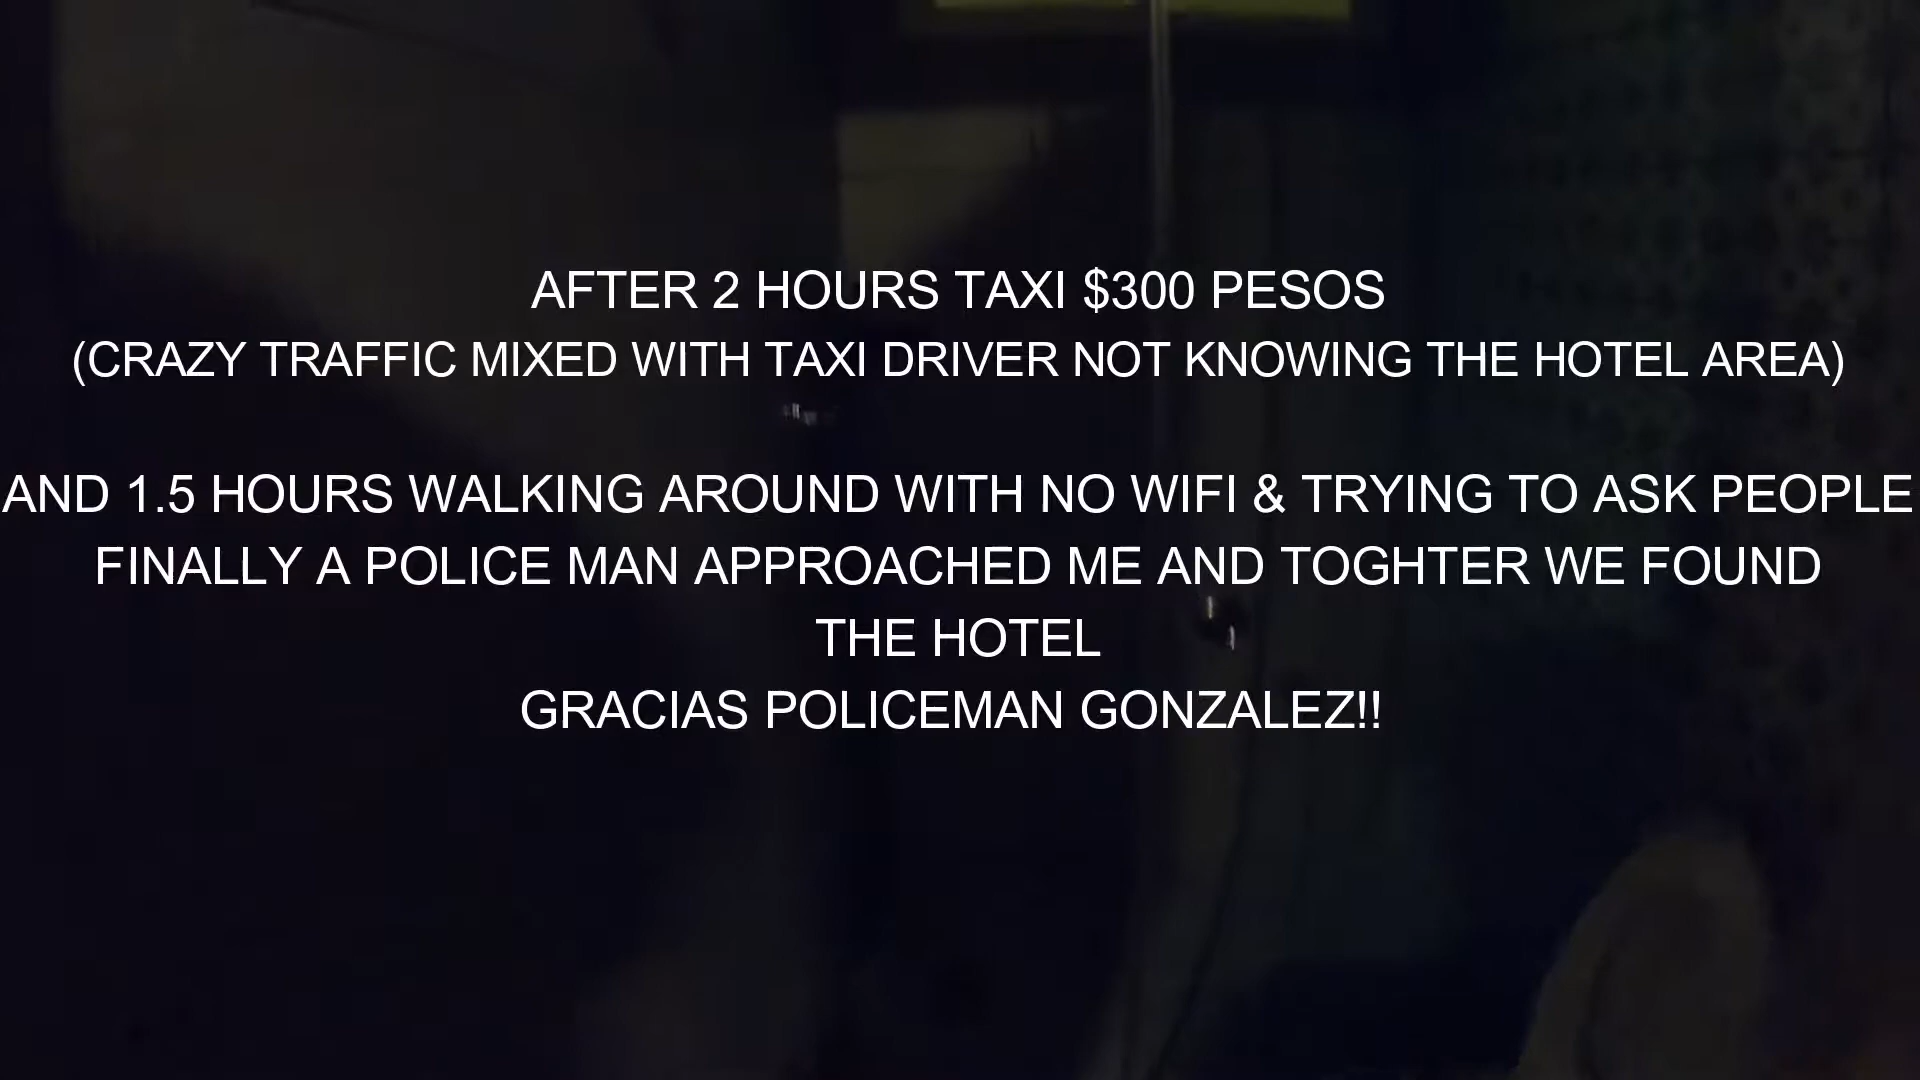 AFTER 2 HOURS TAXI $300 PESOS
(CRAZY TRAFFIC MIXED WITH TAXI DRIVER NOT KNOWING THE HOTEL AREA)
AND 1.5 HOURS WALKING AROUND WITH NO WIFI & TRYING TO ASK PEOPLE
FINALLY A POLICE MAN APPROACHED ME AND TOGHTER WE FOUND
THE HOTEL
GRACIAS POLICEMAN GONZALEZ!!